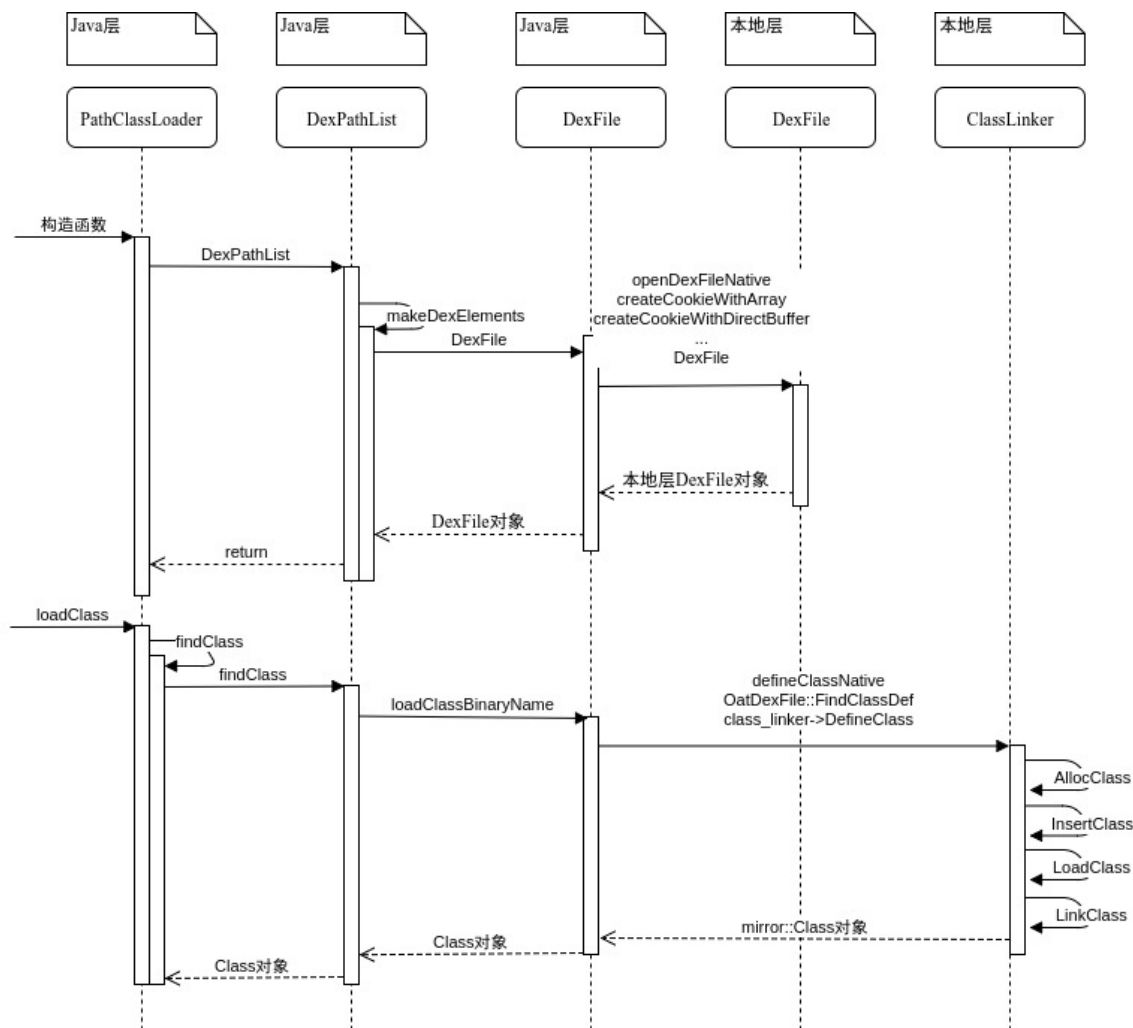 Java层
Java层
Java层
本地层
本地层
PathClassLoader
DexPathList
DexFile
DexFile
ClassLinker
构造函数
DexPathList
makeDexElements
DexFile
openDexFileNative
createCookieWithArray
createCookieWithDirectBuffer
...
DexFile
本地层DexFile对象
DexFile对象
return
loadClass
findClass
findClass
loadClassBinaryName
defineClassNative
OatDexFile::FindClassDef
class_linker->DefineClass
AllocClass
InsertClass
LoadClass
LinkClass
mirror::Class对象
Class对象
Class对象